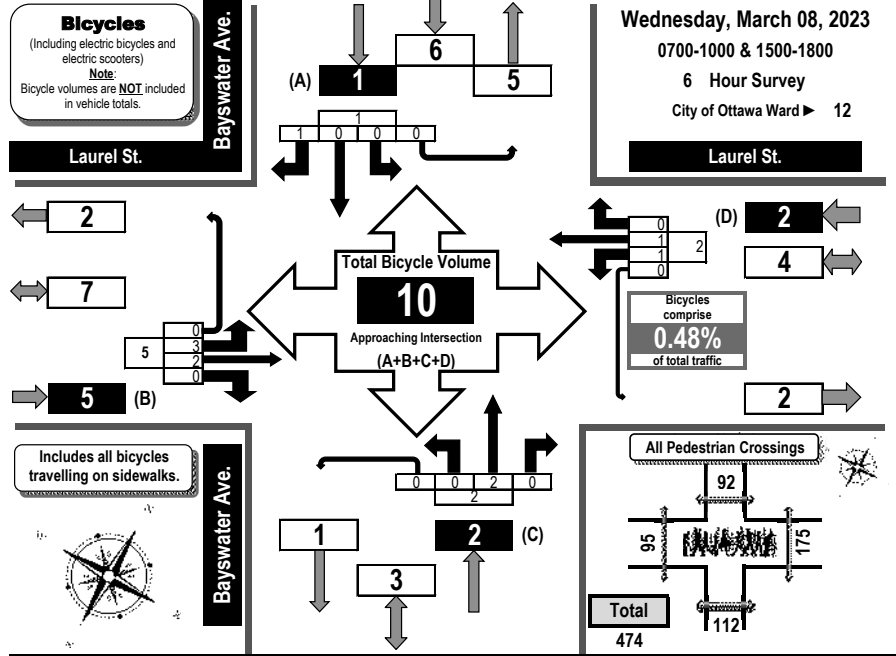 Bicycles
(Including electric bicycles and
electric scooters)
Note:
Bicycle volumes are NOT included
in vehicle totals.
Bayswater Ave.
Laurel St.
(A)
1
6
5
1
1 0 0 0
Wednesday, March 08, 2023
0700-1000 & 1500-1800
6 Hour Survey
City of Ottawa Ward ► 12
Laurel St.
2
7
0
3
2
0
5
5
(B)
Total Bicycle Volume
10
Approaching Intersection
(A+B+C+D)
0
1
1
0
2
(D)
2
4
Bicycles
comprise
0.48%
of total traffic
2
Includes all bicycles
travelling on sidewalks.
Bayswater Ave.
0 0 2 0
2
1
2
(C)
3
All Pedestrian Crossings
92
95
175
112
Total
474